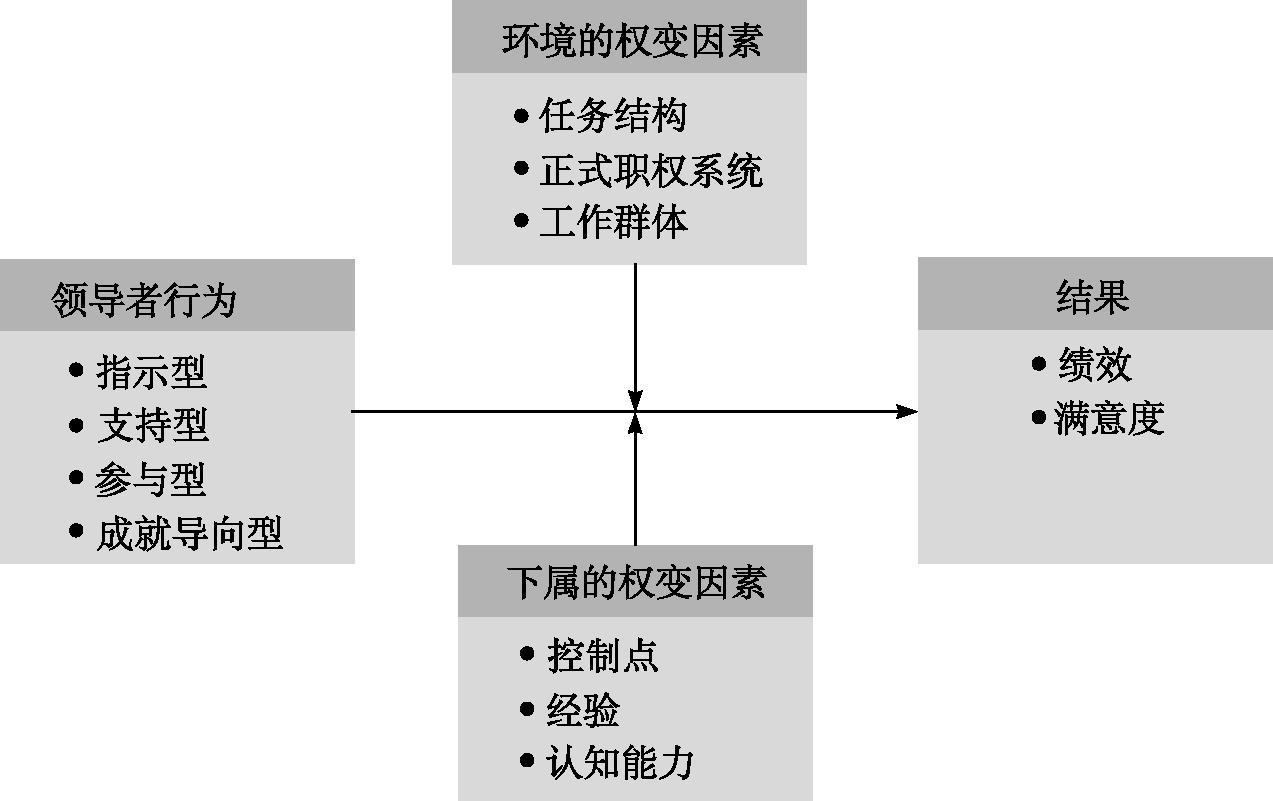 环境的权变因素
● 任务结构
● 正式职权系统
● 工作群体
领导者行为
● 指示型
● 支持型
● 参与型
● 成就导向型
结果
● 绩效
● 满意度
下属的权变因素
● 控制点
● 经验
● 认知能力